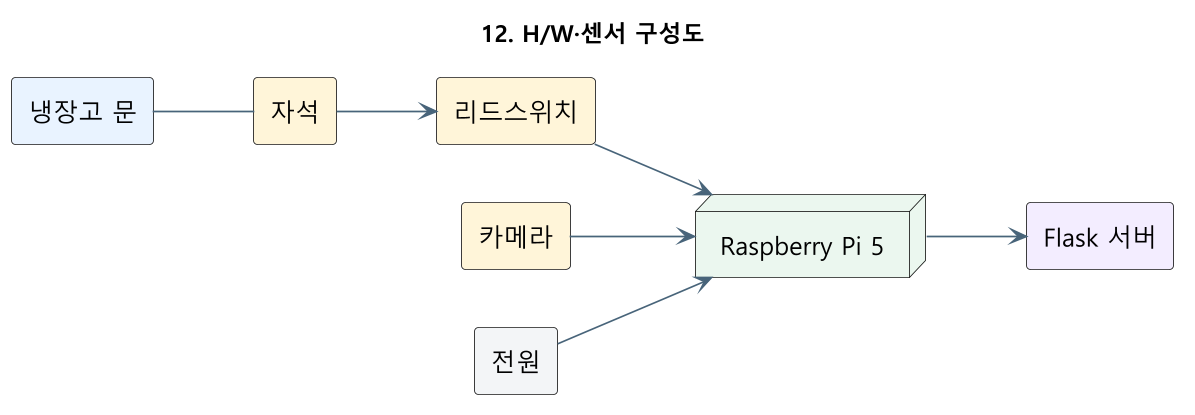 12. H/W·센서 구성도
냉장고 문
자석
리드스위치
카메라
Raspberry Pi 5
Flask 서버
전원